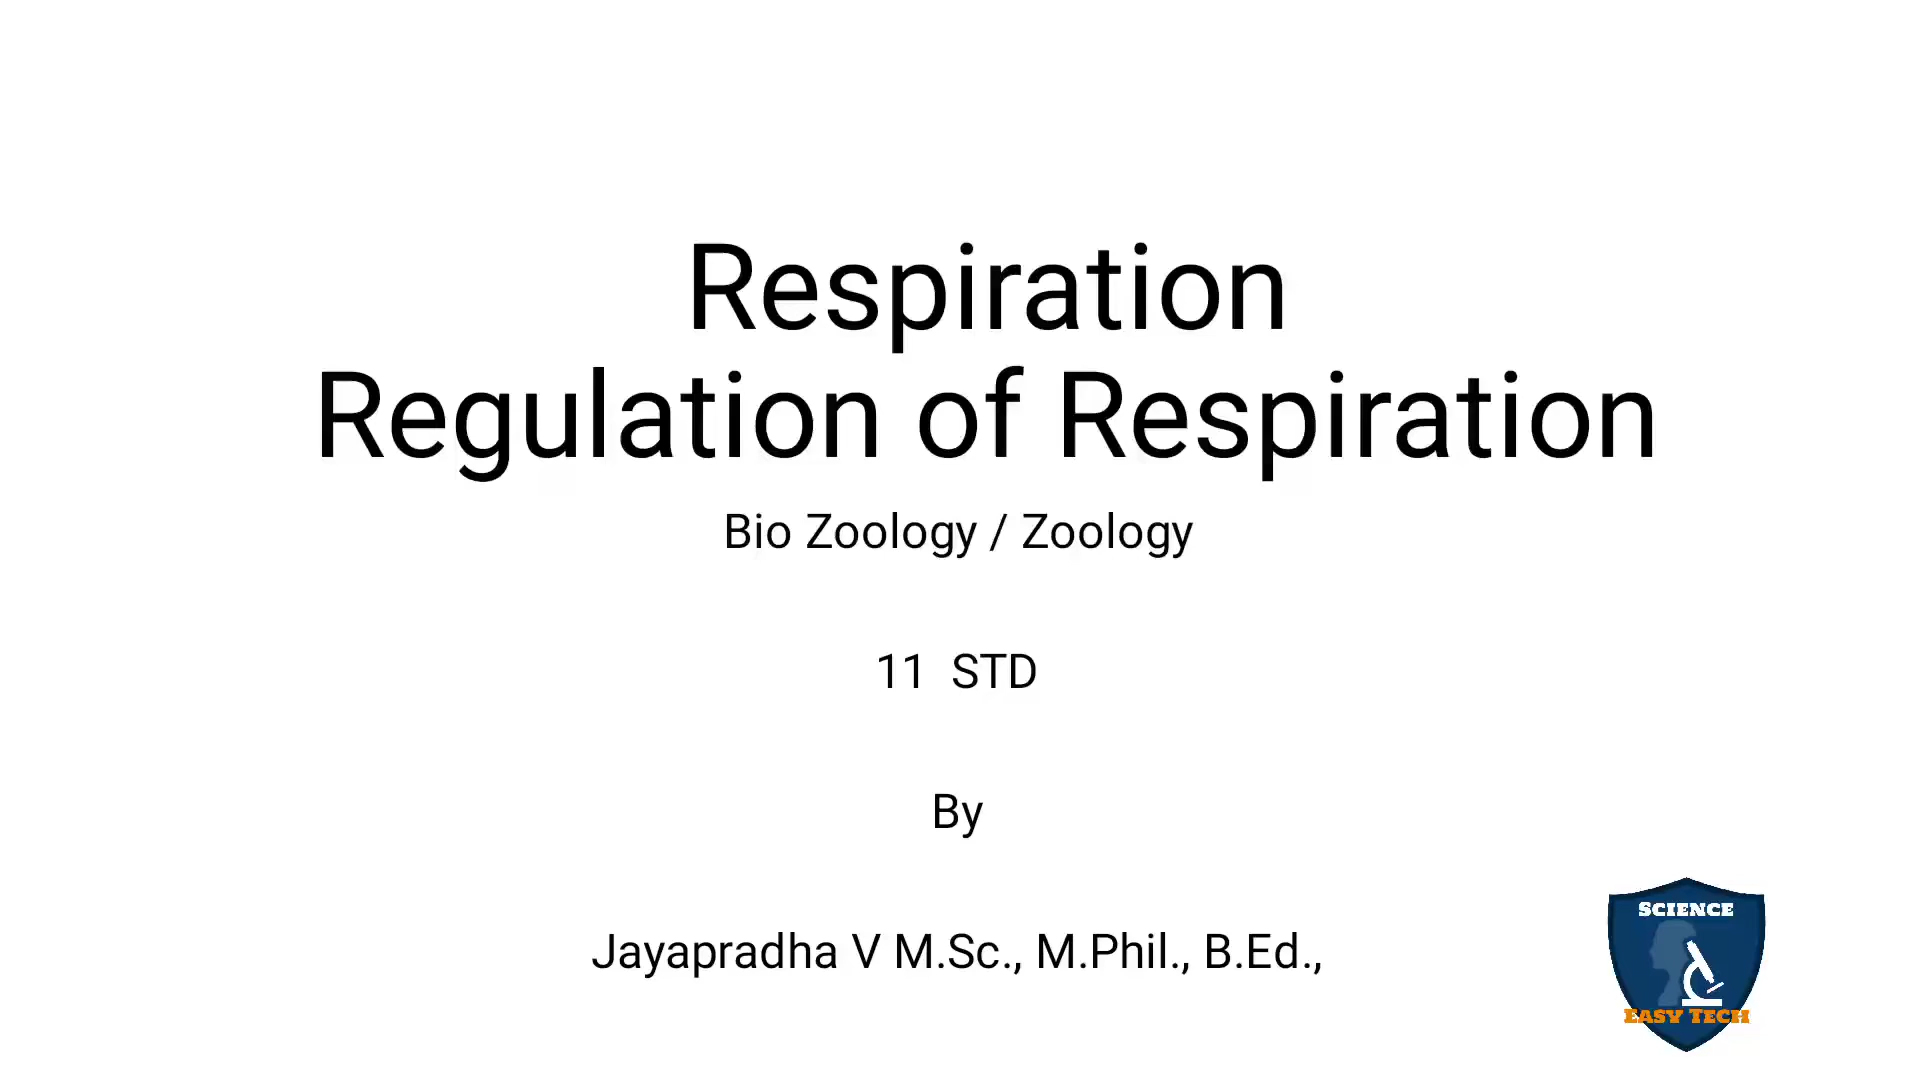 Respiration
Regulation of Respiration
Bio Zoology / Zoology
11 STD
By
Jayapradha V M.Sc., M.Phil., B.Ed.,
SCIENCE
EASY TECH